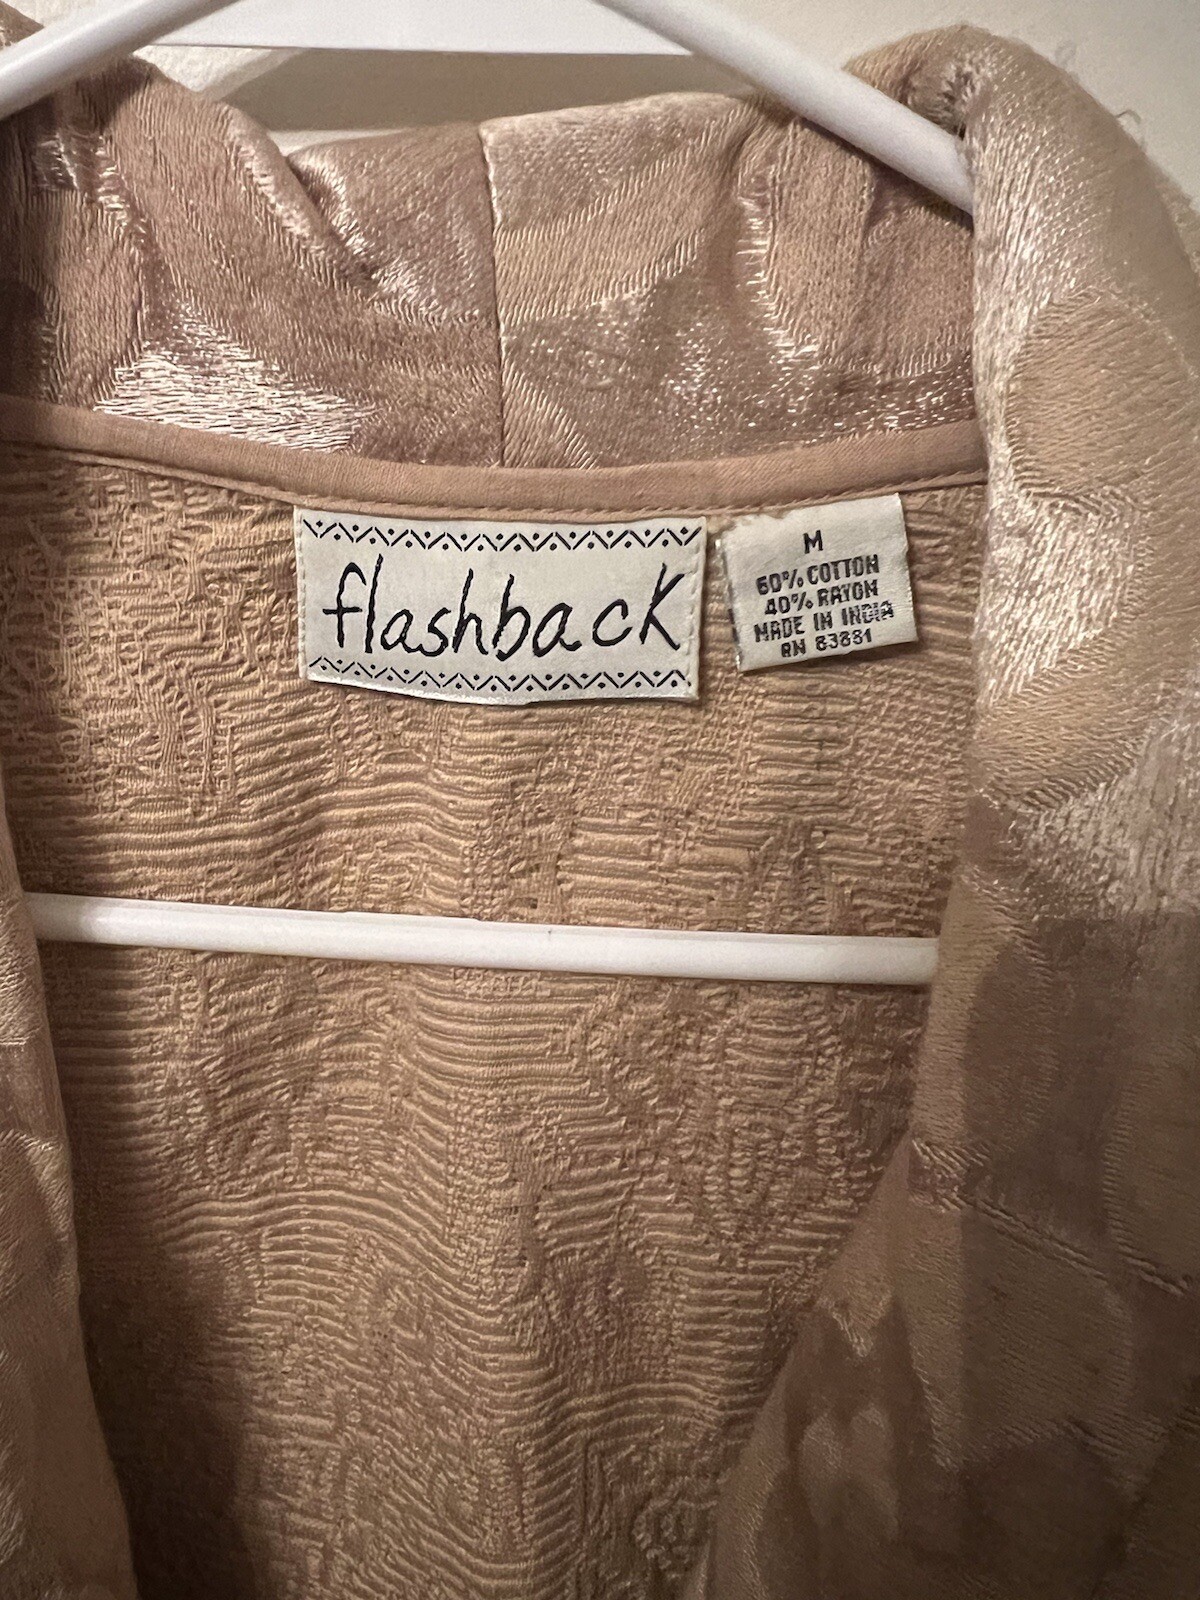 flashback
M
60% COTTON
40% RAYON
MADE IN INDIA
RN 83881